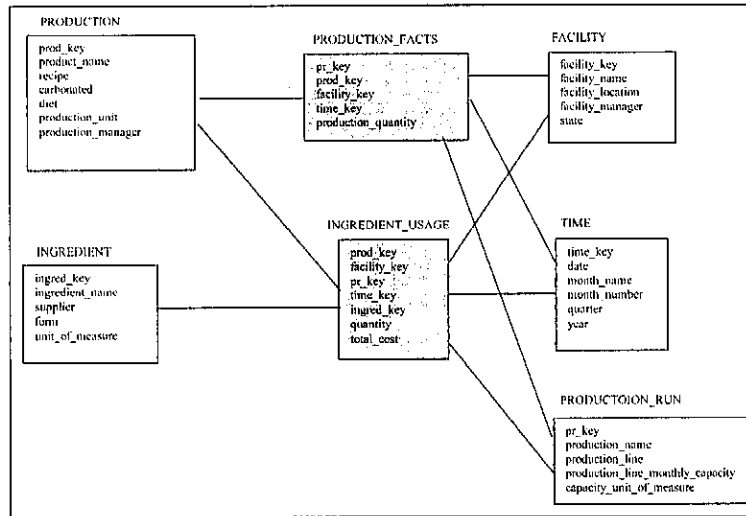 PRODUCTION
prod_key
product_name
recipe
carbonated
diet
production_unit
production_manager
PRODUCTION_FACTS
pr_key
prod_key
facility_key
time_key
production_quantity
FACILITY
facility_key
facility_name
facility_location
facility_manager
state
INGREDIENT
ingred_key
ingredient_name
supplier
form
unit_of_measure
INGREDIENT_USAGE
prod_key
facility_key
pr_key
time_key
ingred_key
quantity
total_cost
TIME
time_key
date
month_name
month_number
quarter
year
PRODUCTOION_RUN
pr_key
production_name
production_line
production_line_monthly_capacity
capacity_unit_of_measure